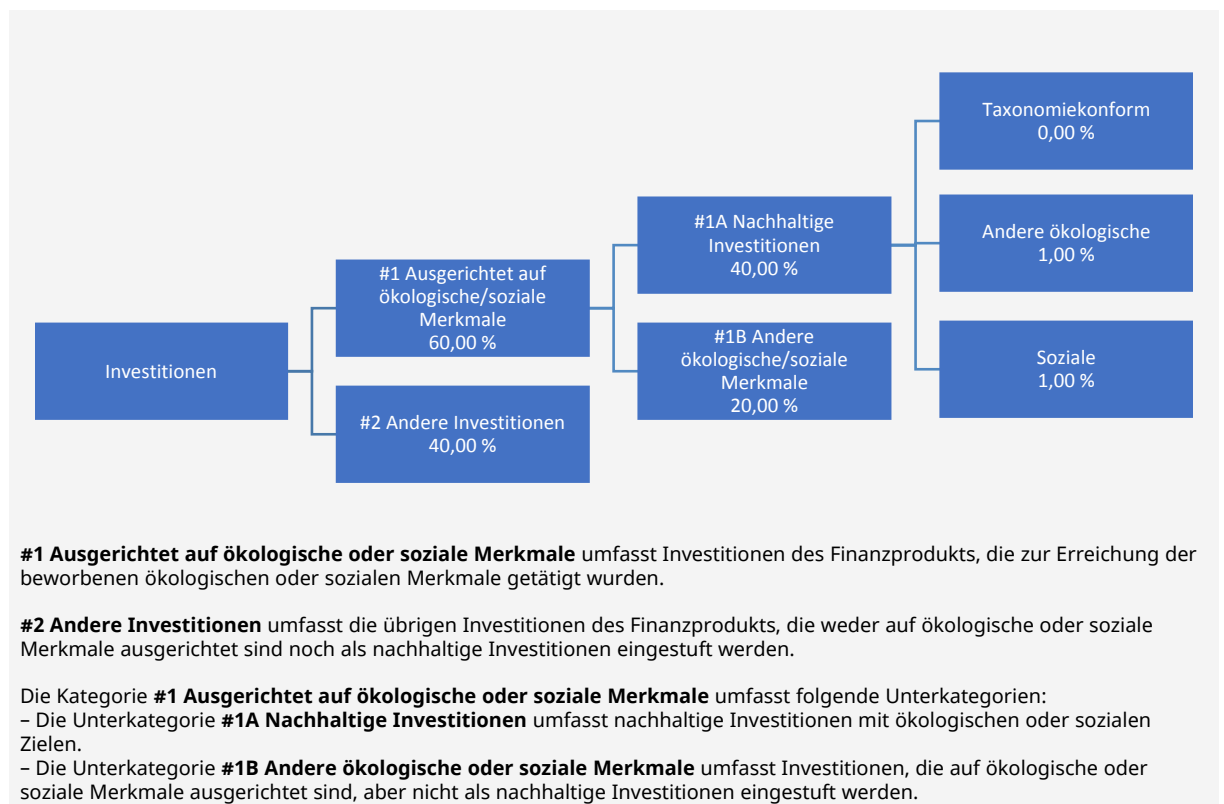 Taxonomiekonform
0,00 %
#1A Nachhaltige
Investitionen
40,00 %
Andere ökologische
1,00 %
#1 Ausgerichtet auf
ökologische/soziale
Merkmale
60,00 %
Investitionen
#1B Andere
ökologische/soziale
Merkmale
20,00 %
Soziale
1,00 %
#2 Andere Investitionen
40,00 %
#1 Ausgerichtet auf ökologische oder soziale Merkmale umfasst Investitionen des Finanzprodukts, die zur Erreichung der
beworbenen ökologischen oder sozialen Merkmale getätigt wurden.
#2 Andere Investitionen umfasst die übrigen Investitionen des Finanzprodukts, die weder auf ökologische oder soziale
Merkmale ausgerichtet sind noch als nachhaltige Investitionen eingestuft werden.
Die Kategorie #1 Ausgerichtet auf ökologische oder soziale Merkmale umfasst folgende Unterkategorien:
– Die Unterkategorie #1A Nachhaltige Investitionen umfasst nachhaltige Investitionen mit ökologischen oder sozialen
Zielen.
– Die Unterkategorie #1B Andere ökologische oder soziale Merkmale umfasst Investitionen, die auf ökologische oder
soziale Merkmale ausgerichtet sind, aber nicht als nachhaltige Investitionen eingestuft werden.